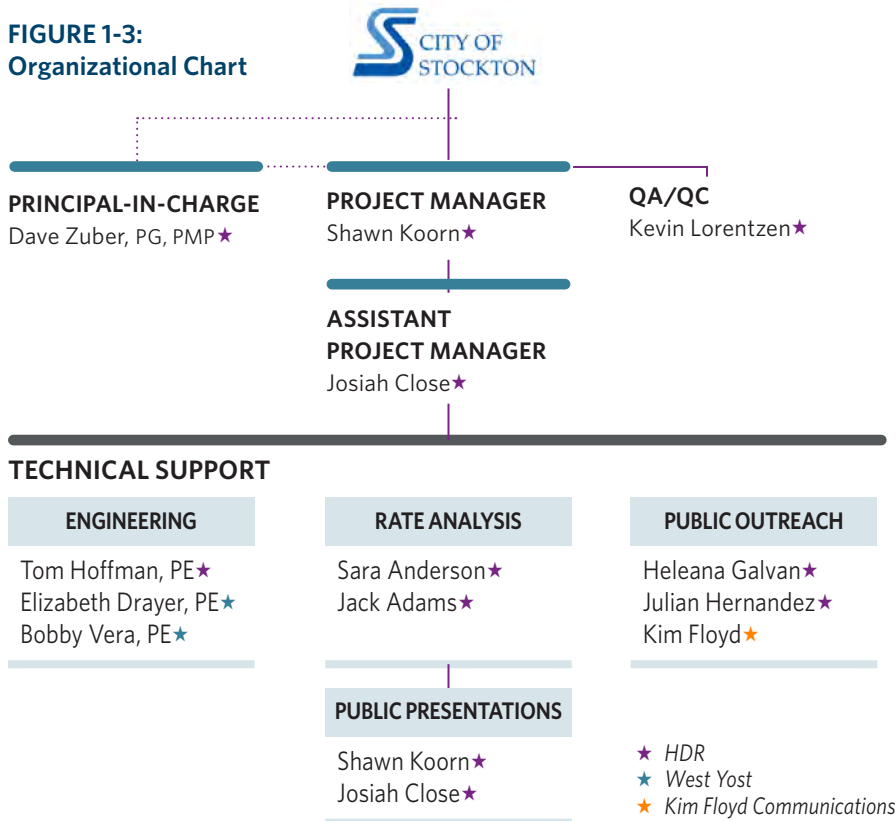 FIGURE 1-3:
Organizational Chart
CITY OF
STOCKTON
PRINCIPAL-IN-CHARGE
Dave Zuber, PG, PMP★
PROJECT MANAGER
Shawn Koorn★
QA/QC
Kevin Lorentzen★
ASSISTANT
PROJECT MANAGER
Josiah Close★
TECHNICAL SUPPORT
ENGINEERING
Tom Hoffman, PE★
Elizabeth Drayer, PE★
Bobby Vera, PE★
RATE ANALYSIS
Sara Anderson★
Jack Adams★
PUBLIC OUTREACH
Heleana Galvan★
Julian Hernandez★
Kim Floyd★
PUBLIC PRESENTATIONS
Shawn Koorn★
Josiah Close★
★ HDR
★ West Yost
★ Kim Floyd Communications